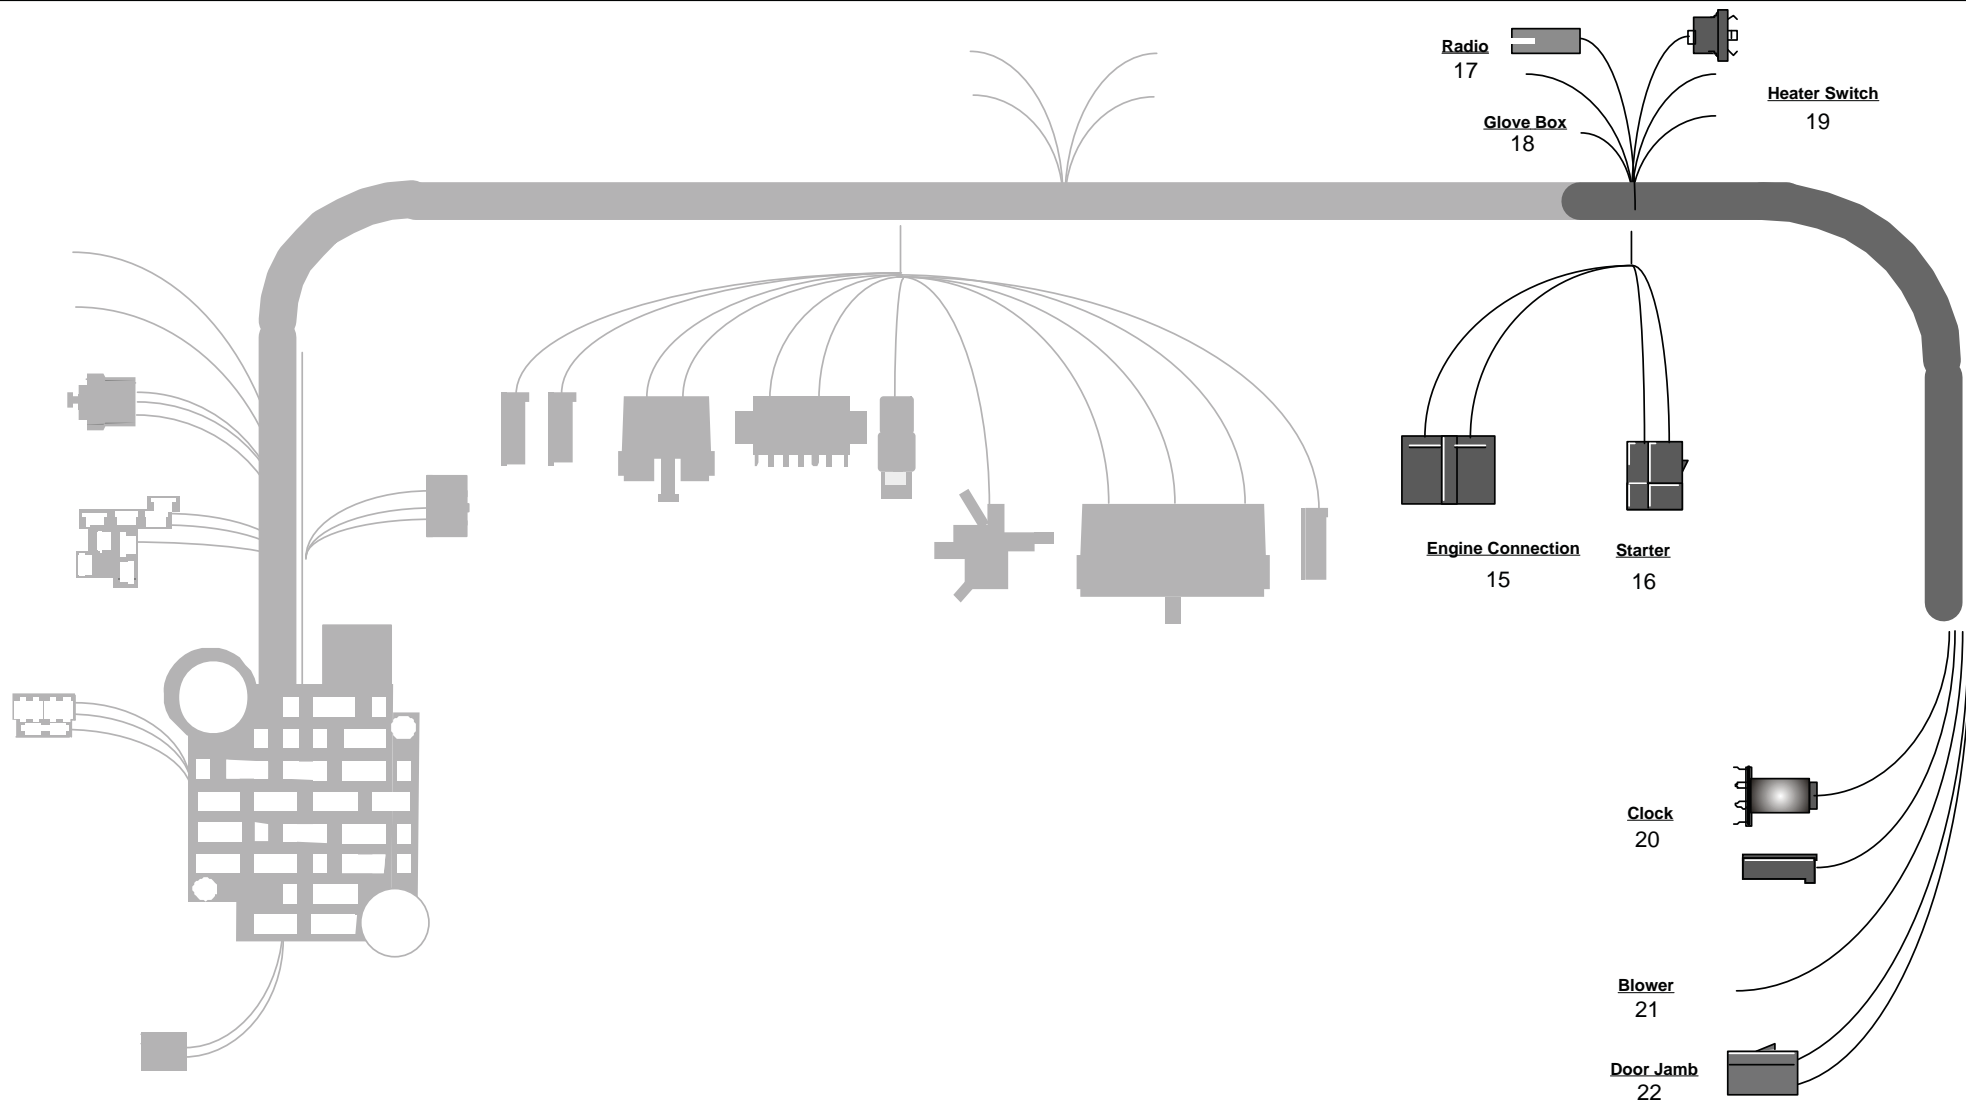 Radio
17
Glove Box
18
Heater Switch
19
Engine Connection
15
Starter
16
Clock
20
Blower
21
Door Jamb
22